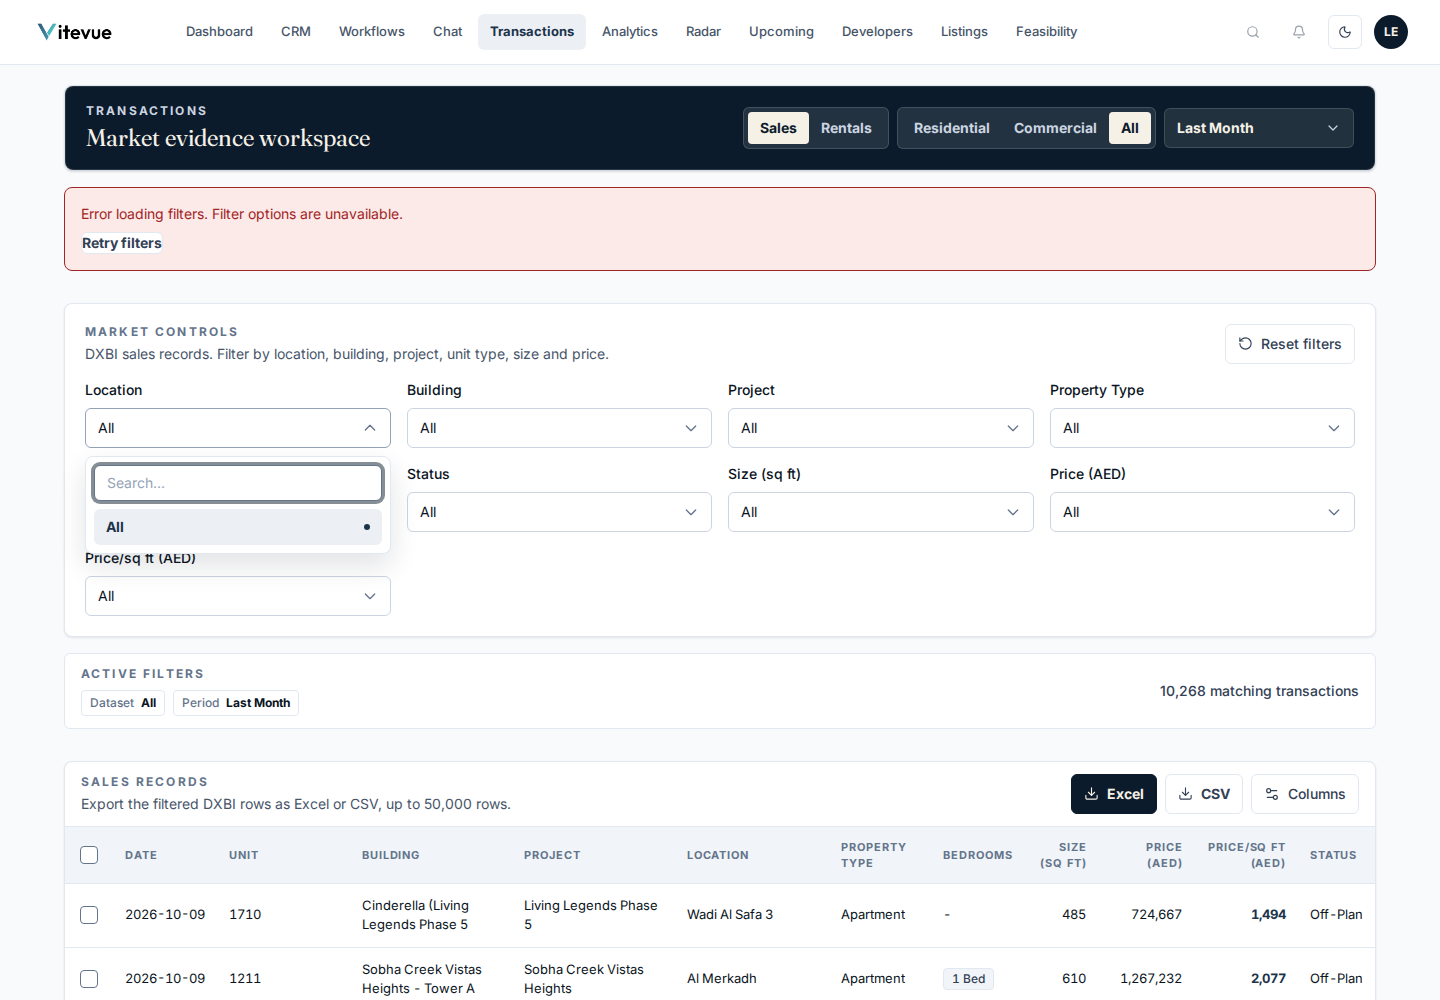 Vitevue
Dashboard CRM Workflows Chat Transactions Analytics Radar Upcoming Developers Listings Feasibility LE
TRANSACTIONS
Market evidence workspace
Sales Rentals Residential Commercial All Last Month
Error loading filters. Filter options are unavailable.
Retry filters
MARKET CONTROLS
DXBI sales records. Filter by location, building, project, unit type, size and price.
Reset filters
Location Building Project Property Type
All All All All
Search...
All
Status Size (sq ft) Price (AED)
All All All
Price/sq ft (AED)
All
ACTIVE FILTERS
Dataset All Period Last Month
10,268 matching transactions
SALES RECORDS
Export the filtered DXBI rows as Excel or CSV, up to 50,000 rows.
Excel CSV Columns
DATE UNIT BUILDING PROJECT LOCATION PROPERTY TYPE BEDROOMS SIZE (SQ FT) PRICE (AED) PRICE/SQ FT (AED) STATUS
2026-10-09 1710 Cinderella (Living Legends Phase 5 Living Legends Phase 5 Wadi Al Safa 3 Apartment - 485 724,667 1,494 Off-Plan
2026-10-09 1211 Sobha Creek Vistas Heights - Tower A Sobha Creek Vistas Heights Al Merkadh Apartment 1 Bed 610 1,267,232 2,077 Off-Plan